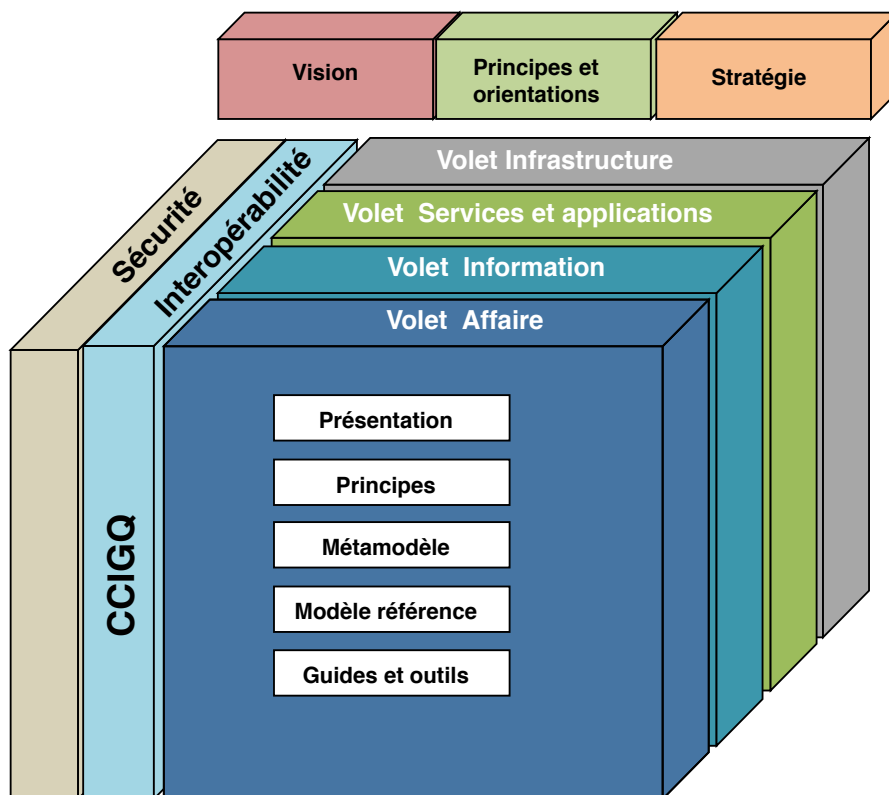 Vision
Principes et
orientations
Stratégie
Sécurité
Interopérabilité
Volet Infrastructure
Volet Services et applications
Volet Information
Volet Affaire
CCIGQ
Présentation
Principes
Métamodèle
Modèle référence
Guides et outils